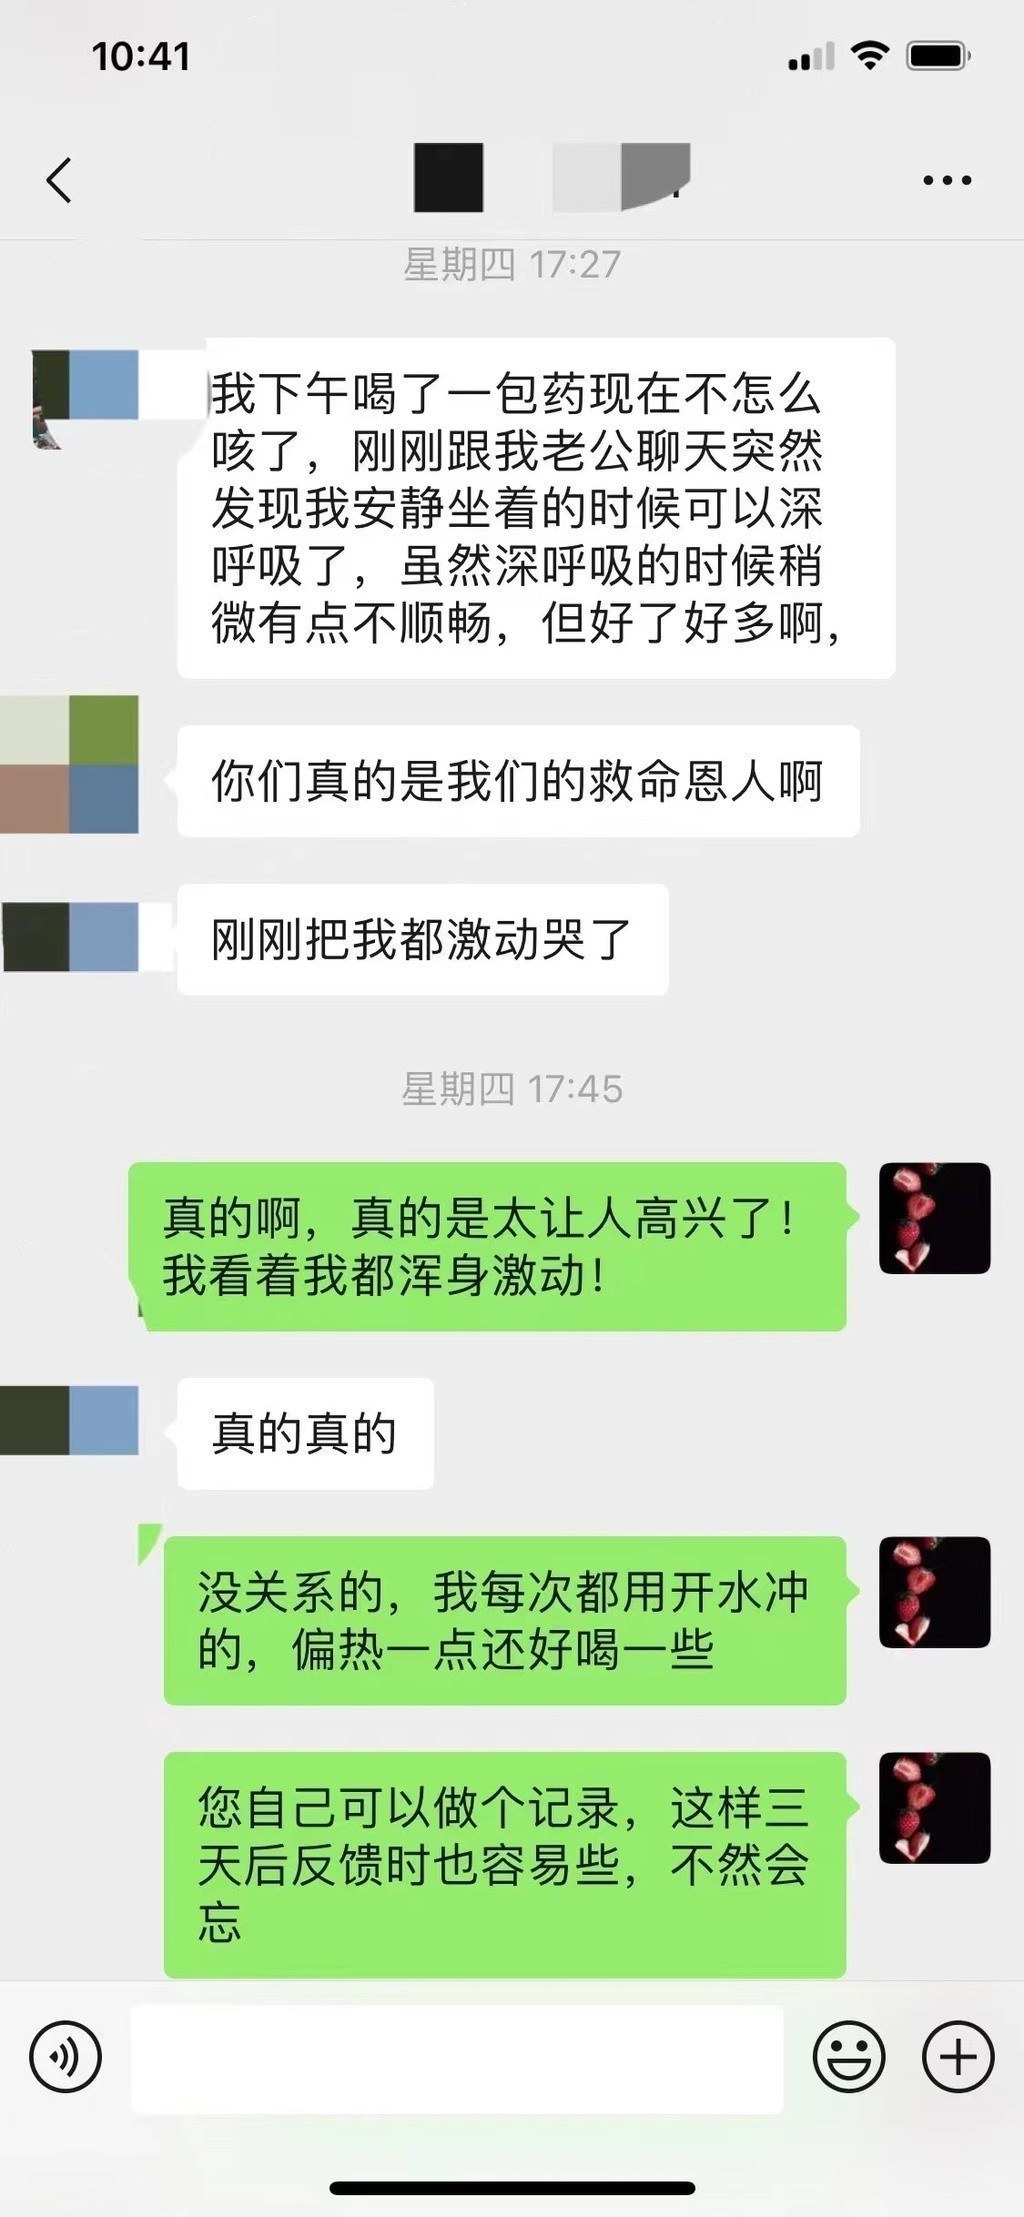 10:41
星期四 17:27
我下午喝了一包药现在不怎么
咳了，刚刚跟我老公聊天突然
发现我安静坐着的时候可以深
呼吸了，虽然深呼吸的时候稍
微有点不顺畅，但好了好多啊，
你们真的是我们的救命恩人啊
刚刚把我都激动哭了
星期四 17:45
真的啊，真的是太让人高兴了！
我看着我都浑身激动！
真的真的
没关系的，我每次都用开水冲
的，偏热一点还好喝一些
您自己可以做个记录，这样三
天后反馈时也容易些，不然会
忘